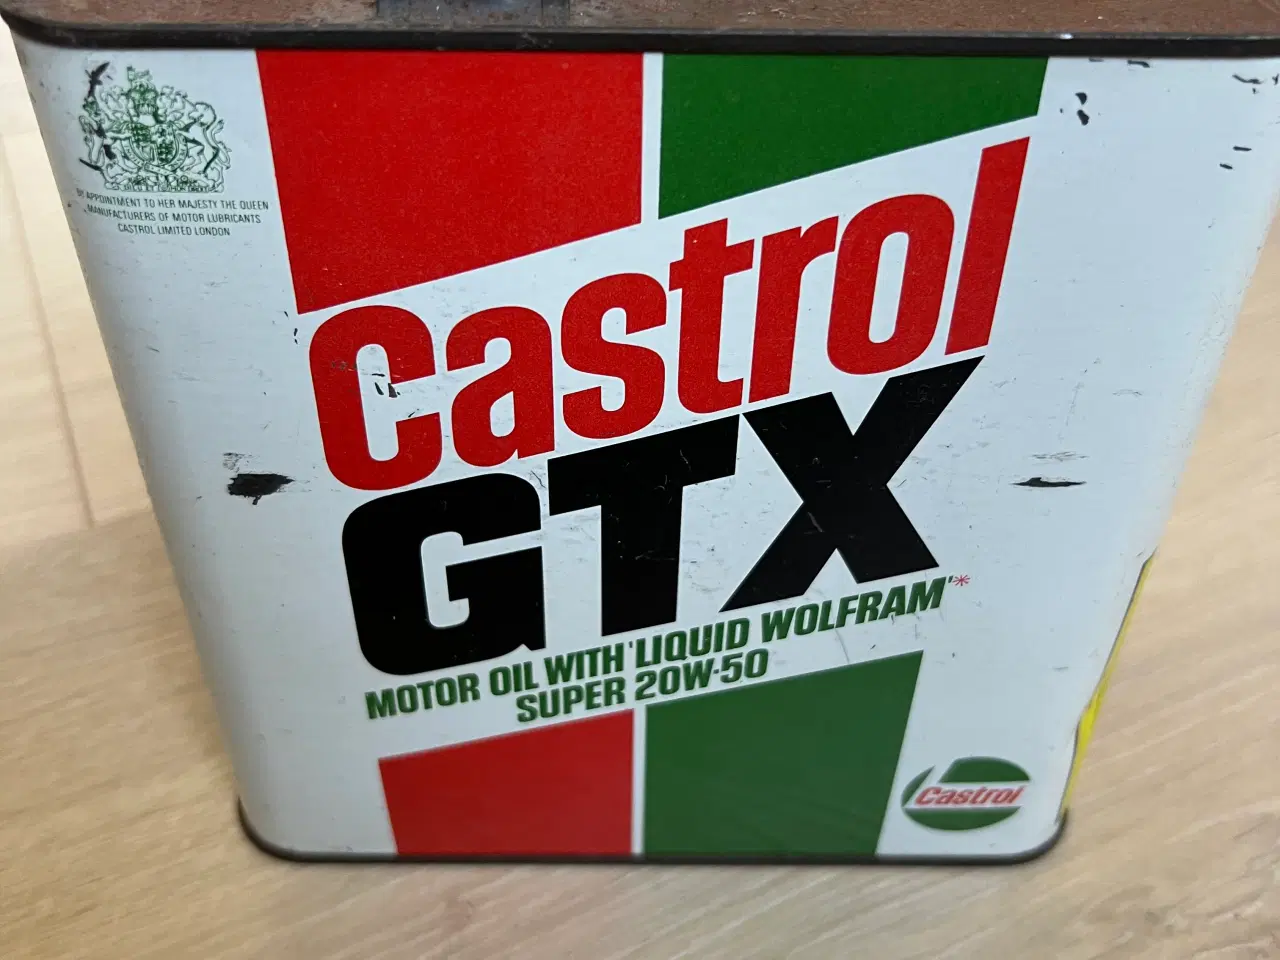 BY APPOINTMENT TO HER MAJESTY THE QUEEN
MANUFACTURERS OF MOTOR LUBRICANTS
CASTROL LIMITED LONDON
Castrol
GTX
MOTOR OIL WITH 'LIQUID WOLFRAM'*
SUPER 20W-50
Castrol